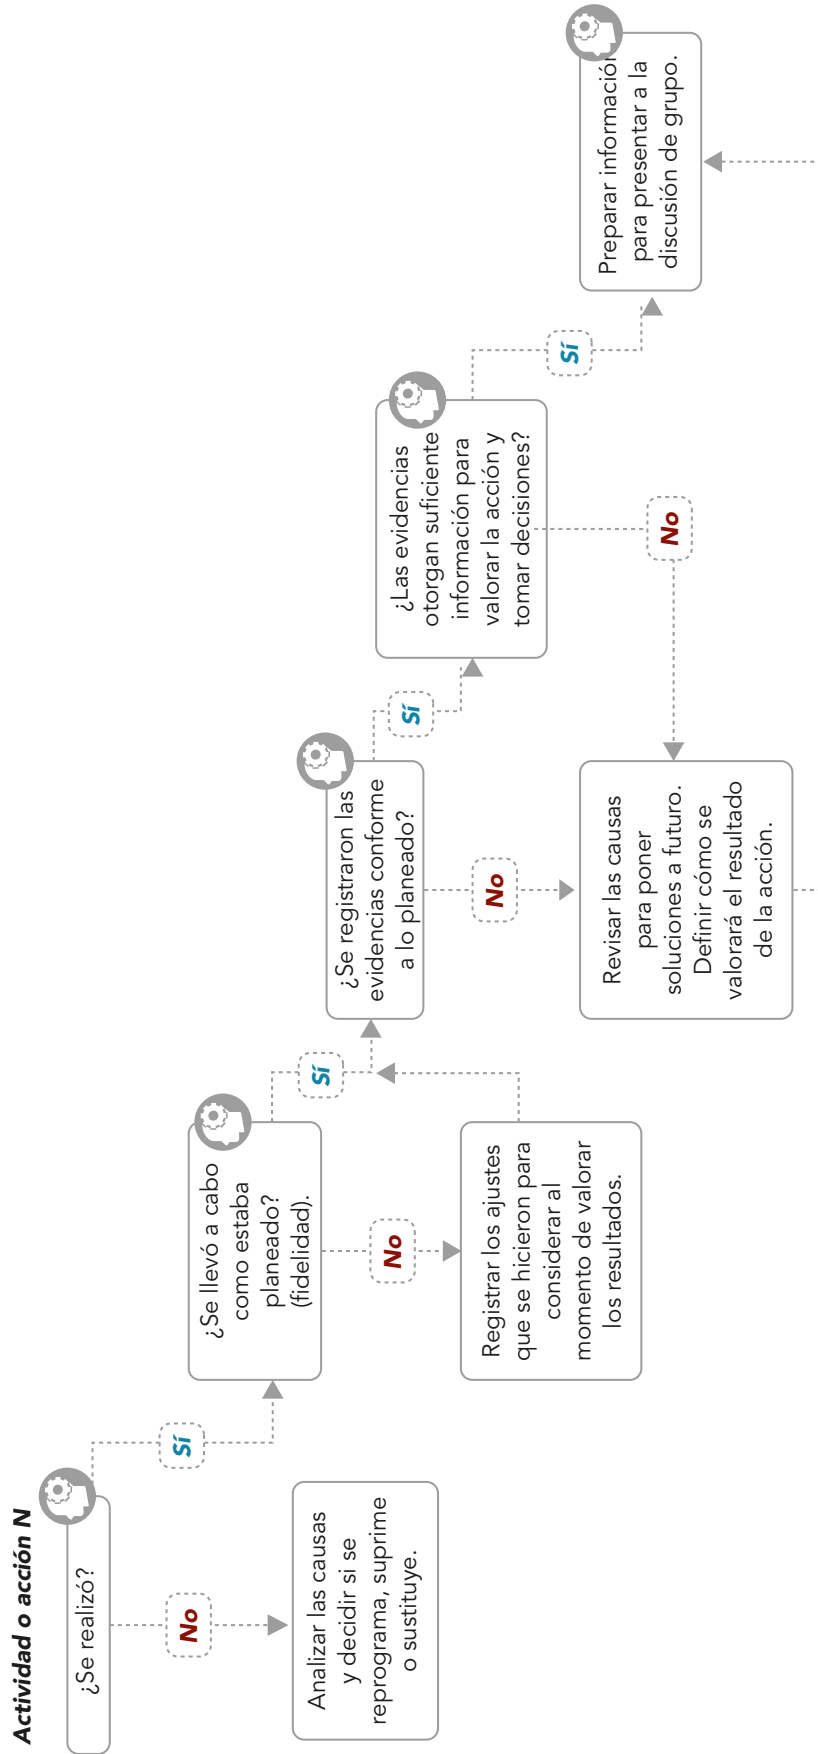 Actividad o acción N
¿Se realizó?
Sí
No
Analizar las causas
y decidir si se
reprograma, suprime
o sustituye.
¿Se llevó a cabo
como estaba
planeado?
(fidelidad).
Sí
No
Registrar los ajustes
que se hicieron para
considerar al
momento de valorar
los resultados.
¿Se registraron las
evidencias conforme
a lo planeado?
Sí
No
Revisar las causas
para poner
soluciones a futuro.
Definir cómo se
valorará el resultado
de la acción.
¿Las evidencias
otorgan suficiente
información para
valorar la acción y
tomar decisiones?
Sí
No
Preparar información
para presentar a la
discusión de grupo.